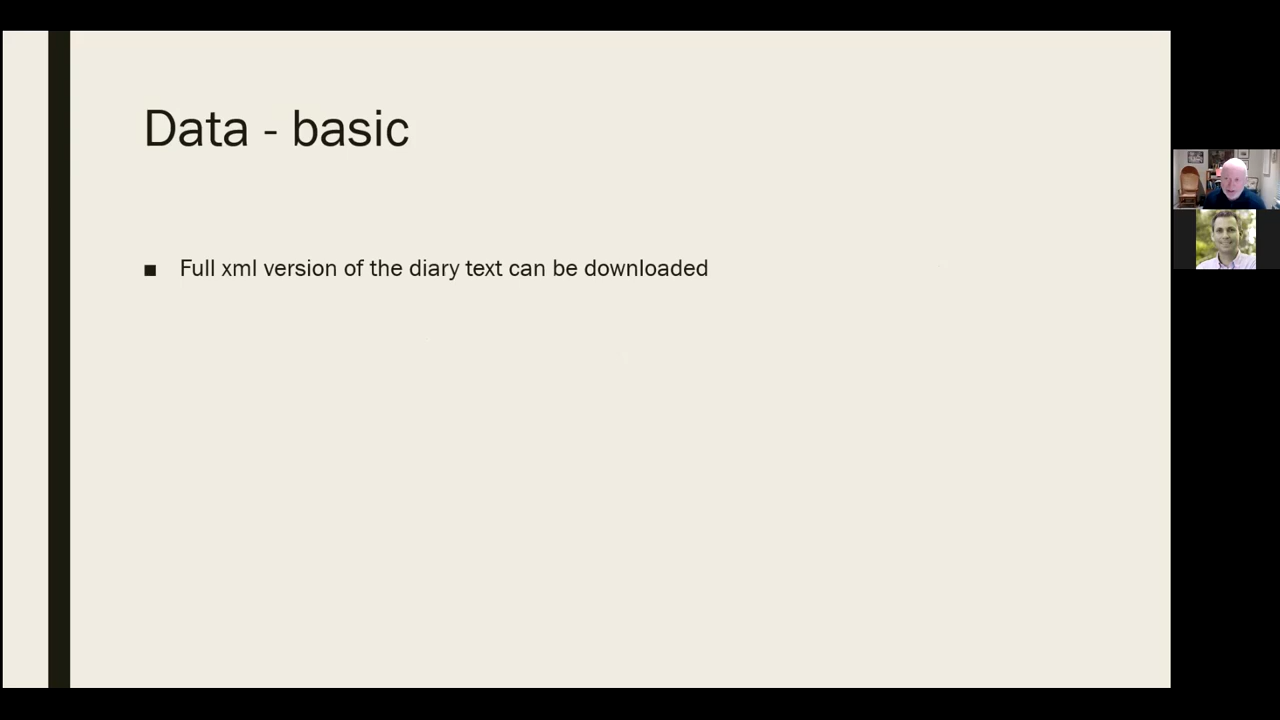 Data - basic
■ Full xml version of the diary text can be downloaded